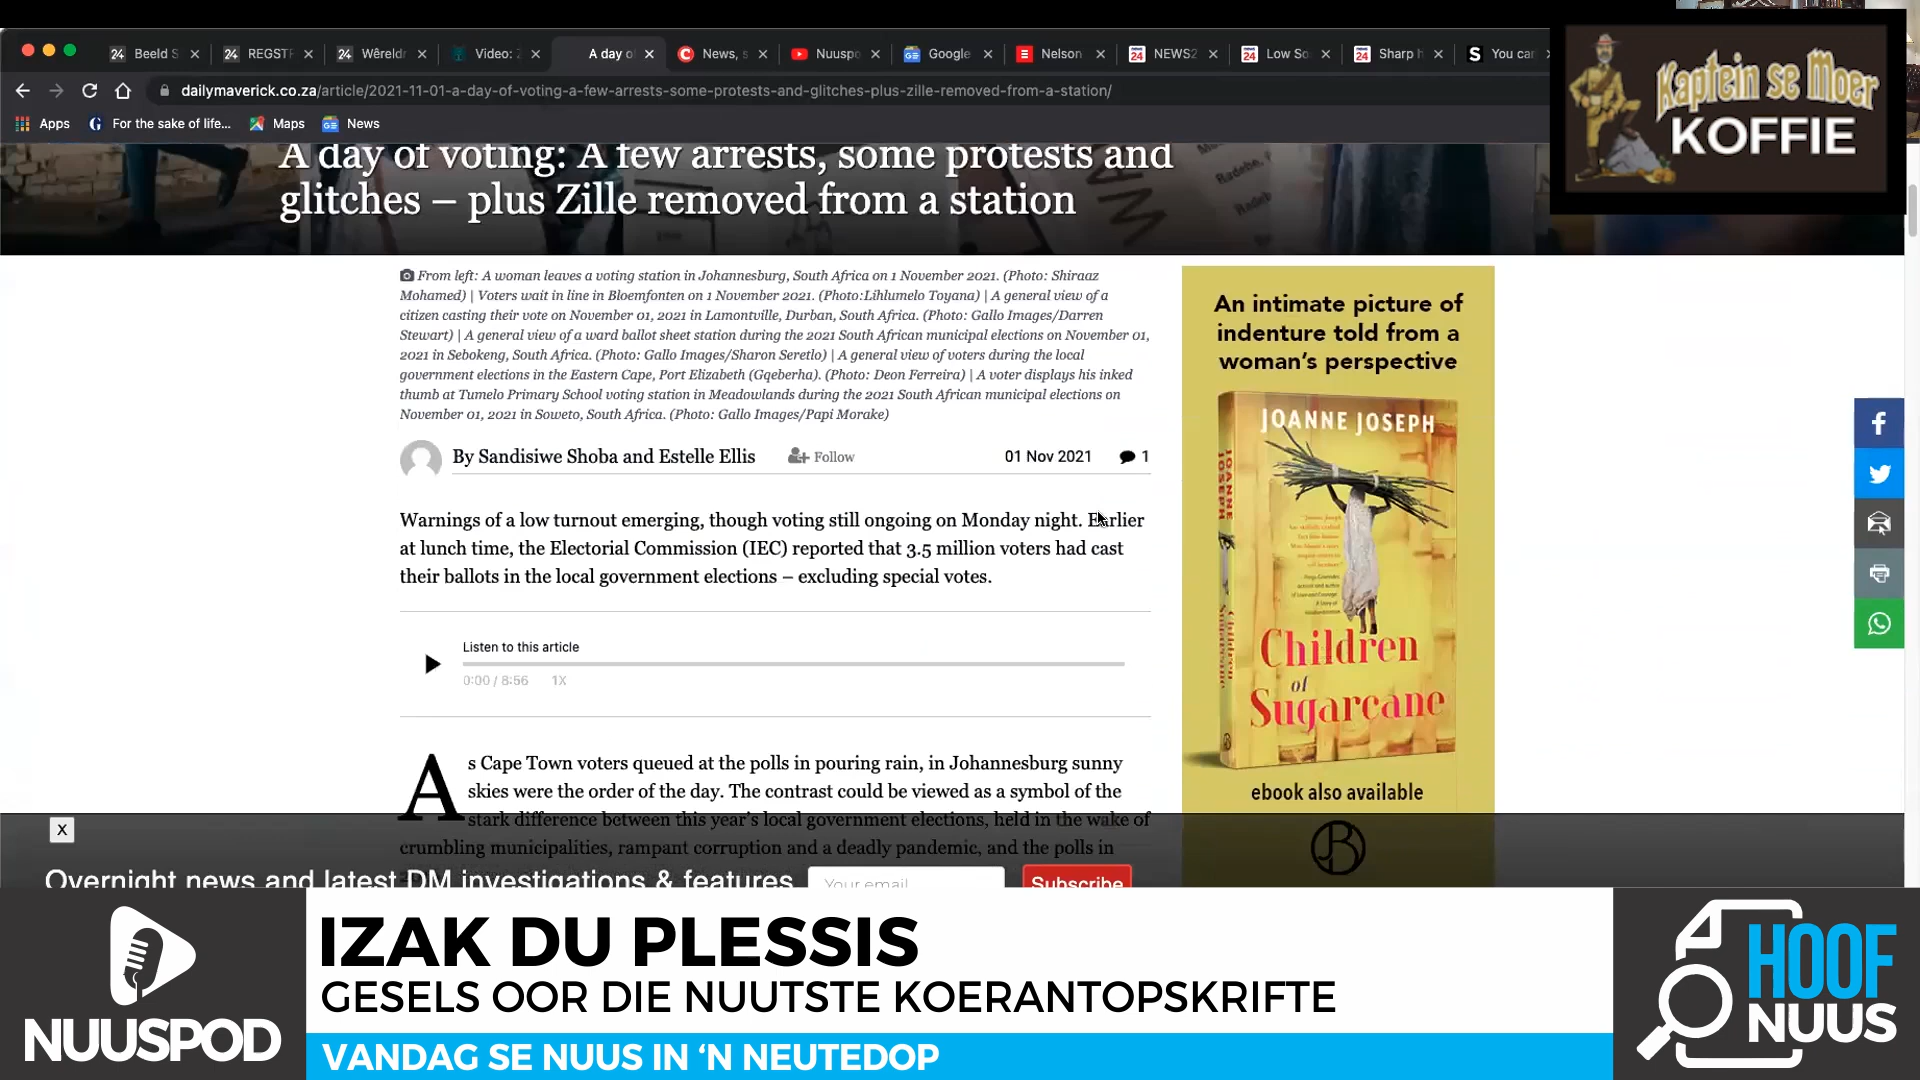 Beeld S
REGSTR
Wêreldn
Video: Z
A day o
News, s
Nuuspo
Google
Nelson
NEWS2
Low So
Sharp h
You can
dailymaverick.co.za/article/2021-11-01-a-day-of-voting-a-few-arrests-some-protests-and-glitches-plus-zille-removed-from-a-station/
Apps
For the sake of life...
Maps
News
Kaptein se Moer
KOFFIE
A day of voting: A few arrests, some protests and
glitches – plus Zille removed from a station
From left: A woman leaves a voting station in Johannesburg, South Africa on 1 November 2021. (Photo: Shiraaz
Mohamed) | Voters wait in line in Bloemfonten on 1 November 2021. (Photo:Lihlumelo Toyana) | A general view of a
citizen casting their vote on November 01, 2021 in Lamontville, Durban, South Africa. (Photo: Gallo Images/Darren
Stewart) | A general view of a ward ballot sheet station during the 2021 South African municipal elections on November 01,
2021 in Sebokeng, South Africa. (Photo: Gallo Images/Sharon Seretlo) | A general view of voters during the local
government elections in the Eastern Cape, Port Elizabeth (Gqeberha). (Photo: Deon Ferreira) | A voter displays his inked
thumb at Tumelo Primary School voting station in Meadowlands during the 2021 South African municipal elections on
November 01, 2021 in Soweto, South Africa. (Photo: Gallo Images/Papi Morake)
By Sandisiwe Shoba and Estelle Ellis
Follow
01 Nov 2021
1
Warnings of a low turnout emerging, though voting still ongoing on Monday night. Earlier
at lunch time, the Electorial Commission (IEC) reported that 3.5 million voters had cast
their ballots in the local government elections – excluding special votes.
Listen to this article
0:00 / 8:56 1X
As Cape Town voters queued at the polls in pouring rain, in Johannesburg sunny
skies were the order of the day. The contrast could be viewed as a symbol of the
stark difference between this year's local government elections, held in the wake of
crumbling municipalities, rampant corruption and a deadly pandemic, and the polls in
An intimate picture of
indenture told from a
woman's perspective
JOANNE JOSEPH
Children
of
Sugarcane
ebook also available
JB
X
Overnight news and latest DM investigations & features
Your email
Subscribe
NUUSPOD
IZAK DU PLESSIS
GESELS OOR DIE NUUTSTE KOERANTOPSKRIFTE
VANDAG SE NUUS IN 'N NEUTEDOP
HOOF
NUUS